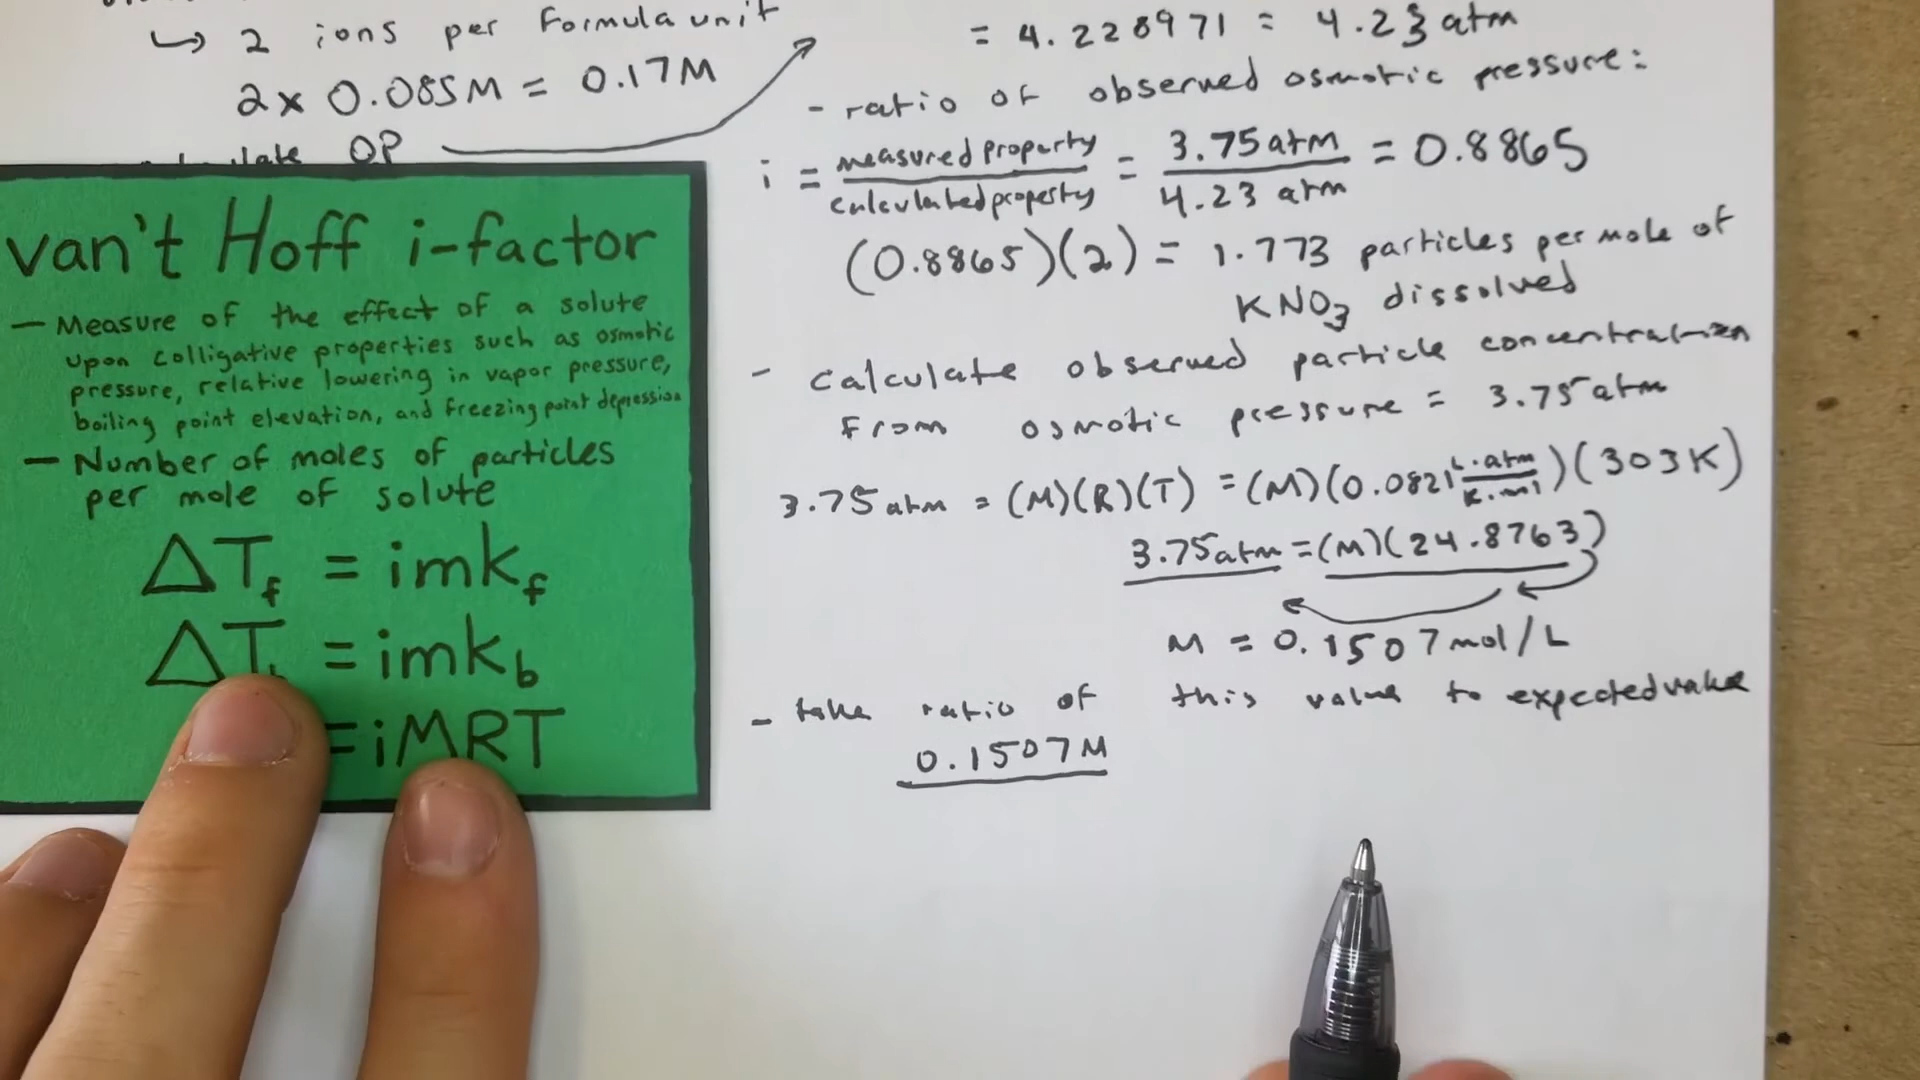 ↳ 2 ions per Formula unit
2 x 0.085M = 0.17M
OP
van't Hoff i-factor
— Measure of the effect of a solute
upon colligative properties such as osmotic
pressure, relative lowering in vapor pressure,
boiling point elevation, and freezing point depression
— Number of moles of particles
per mole of solute
ΔTf = imkf
ΔT = imkb
= iMRT
= 4.228971 = 4.23 atm
- ratio of observed osmotic pressure:
i = measured property / calculated property = 3.75 atm / 4.23 atm = 0.8865
(0.8865)(2) = 1.773 particles per mole of
KNO3 dissolved
- calculate observed particle concentration
from osmotic pressure = 3.75 atm
3.75 atm = (M)(R)(T) = (M)(0.0821 L·atm / K·mol)(303K)
3.75 atm = (M)(24.8763)
M = 0.1507 mol/L
- take ratio of this value to expected value
0.1507M